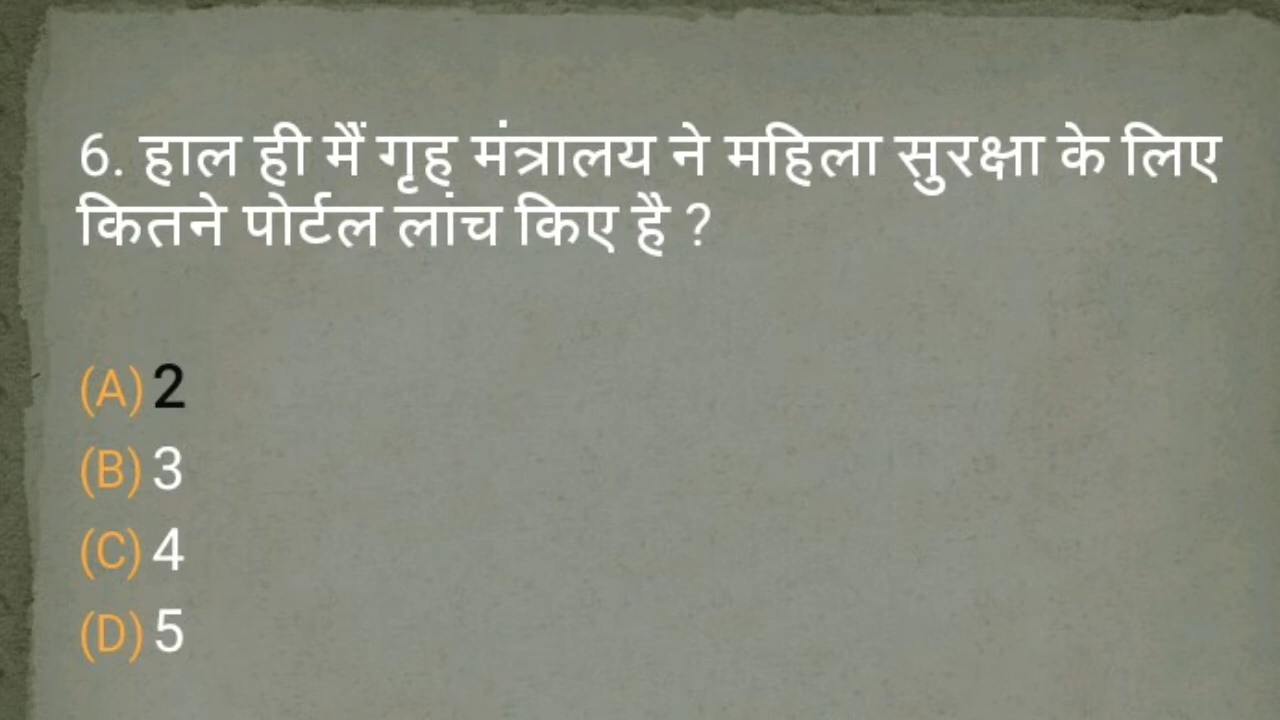 6. हाल ही मैं गृह मंत्रालय ने महिला सुरक्षा के लिए
कितने पोर्टल लांच किए है ?
(A) 2
(B) 3
(C) 4
(D) 5